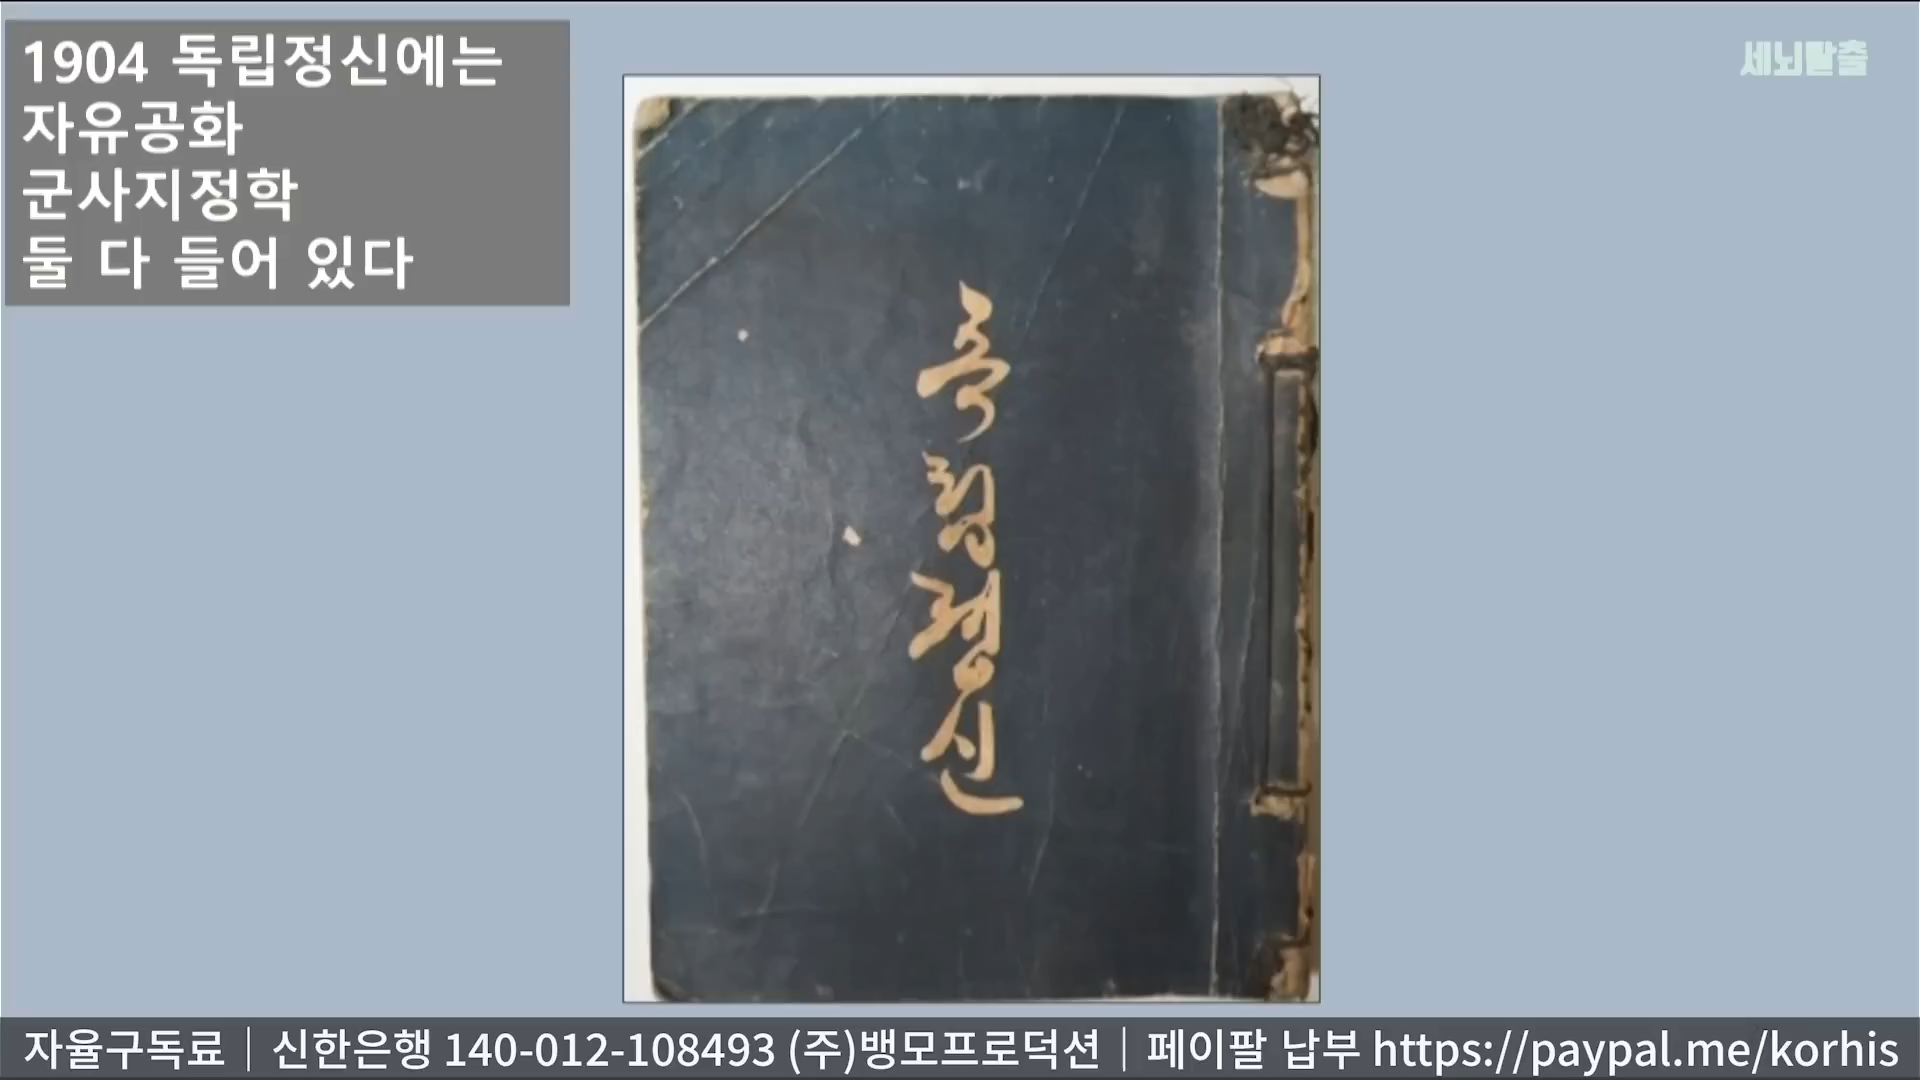 1904 독립정신에는
자유공화
군사지정학
둘 다 들어 있다
세뇌탈출
독립정신
자율구독료│신한은행 140-012-108493 (주)뱅모프로덕션│페이팔 납부 https://paypal.me/korhis